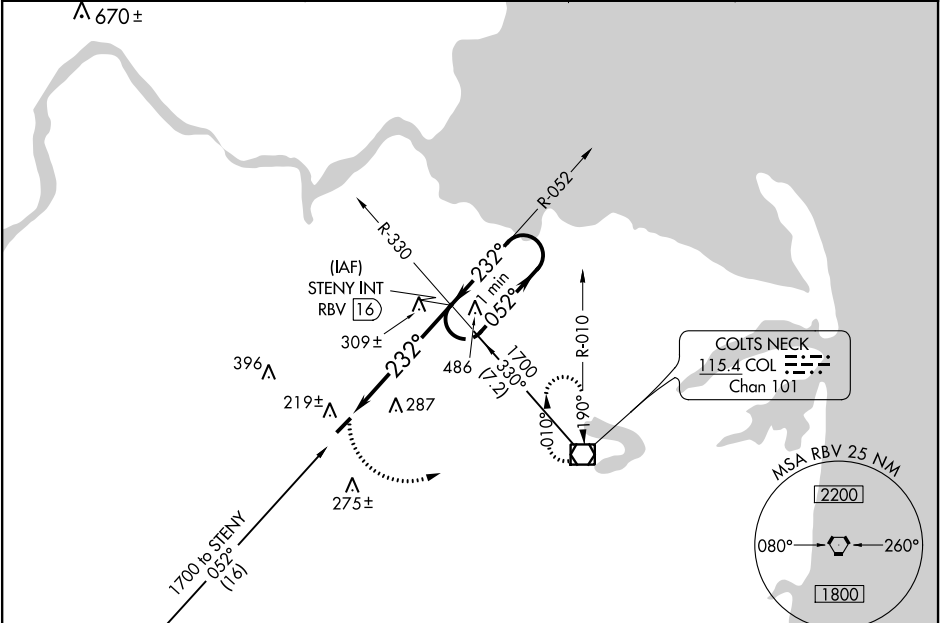 670±
R-052
R-330
(IAF)
STENY INT
RBV 16
232°
1 min
052°
309±
486
232°
R-010
1700
330°
(7.2)
COLTS NECK
115.4 COL
Chan 101
396
219±
287
010°
190°
275±
1700 to STENY
052°
(16)
MSA RBV 25 NM
2200
080°
260°
1800